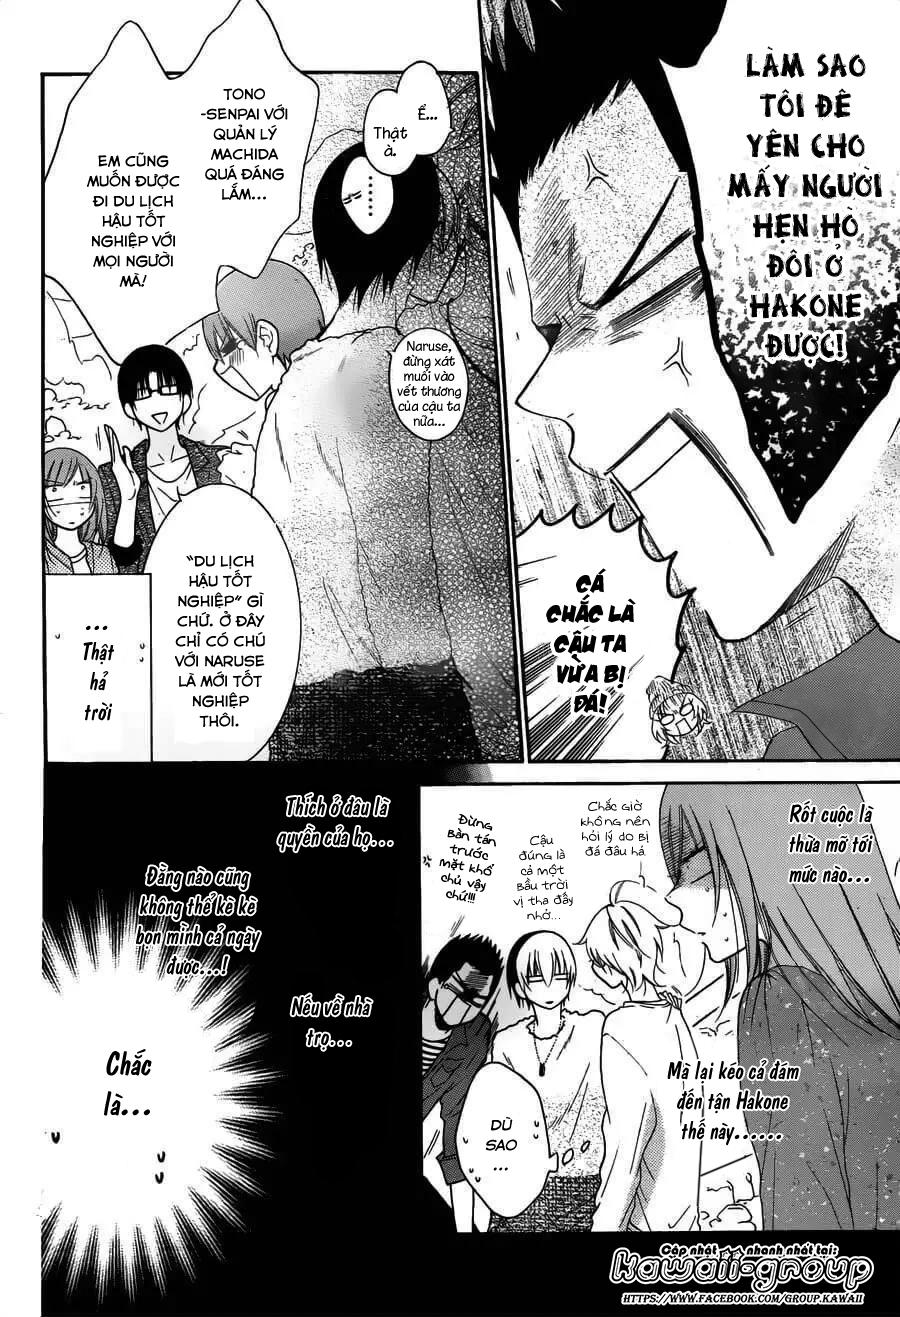 LÀM SAO
TÔI ĐỂ
YÊN CHO
MẤY NGƯỜI
HẸN HÒ
ĐÔI Ở
HAKONE
ĐƯỢC!
CÁ
CHẮC LÀ
CẬU TA
VỪA BỊ
ĐÁ!
Ể...
Thật
à.
........
Naruse,
đừng xát
muối vào
vết thương
của cậu ta
nữa...
TONO
-SENPAI VỚI
QUẢN LÝ
MACHIDA
QUÁ ĐÁNG
LẮM...
EM CŨNG
MUỐN ĐƯỢC
ĐI DU LỊCH
HẬU TỐT
NGHIỆP VỚI
MỌI NGƯỜI
MÀ!
"DU LỊCH
HẬU TỐT
NGHIỆP" GÌ
CHỨ. Ở ĐÂY
CHỈ CÓ CHÚ
VỚI NARUSE
LÀ MỚI TỐT
NGHIỆP
THÔI.
...
Thật
hả
trời
Rốt cuộc là
thừa mỡ tới
mức nào...
Chắc giờ
không nên
hỏi lý do bị
đá đâu há.
Cậu
đúng là
cả một
bầu trời
vị tha đấy
nhở...
Đừng
bàn tán
trước
mặt khổ
chủ vậy
chứ!!!
Mà lại kéo cả đám
đến tận Hakone
thế này......
DÙ
SAO
...
Thích ở đâu là
quyền của họ...
Nếu về nhà
trọ...
Đằng nào cũng
không thể kè kè
bọn mình cả ngày
được...!
Chắc
là...
Cập nhật nhanh nhất tại:
kawaii-group
HTTPS://WWW.FACEBOOK.COM/GROUP.KAWAII